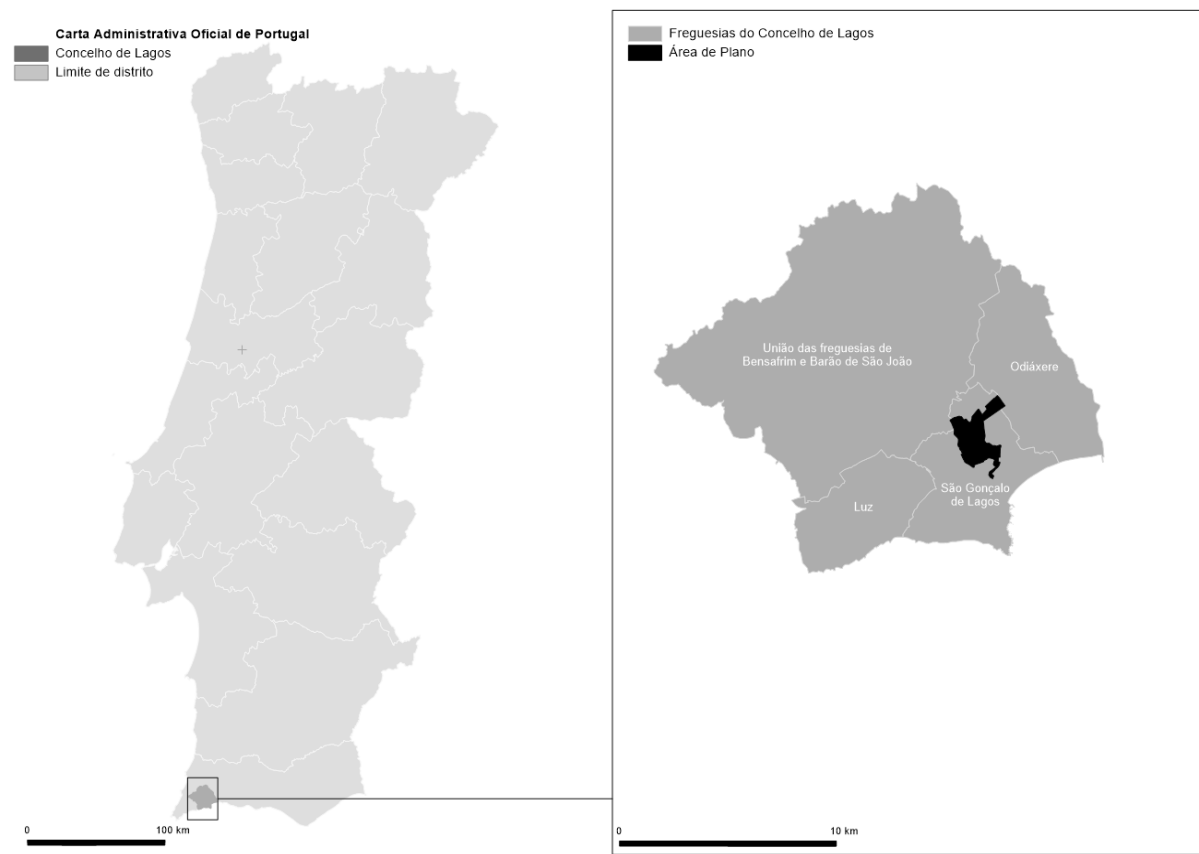 Carta Administrativa Oficial de Portugal
Concelho de Lagos
Limite de distrito
0
100 km
Freguesias do Concelho de Lagos
Área de Plano
União das freguesias de
Bensafrim e Barão de São João
Odiáxere
São Gonçalo
de Lagos
Luz
0
10 km